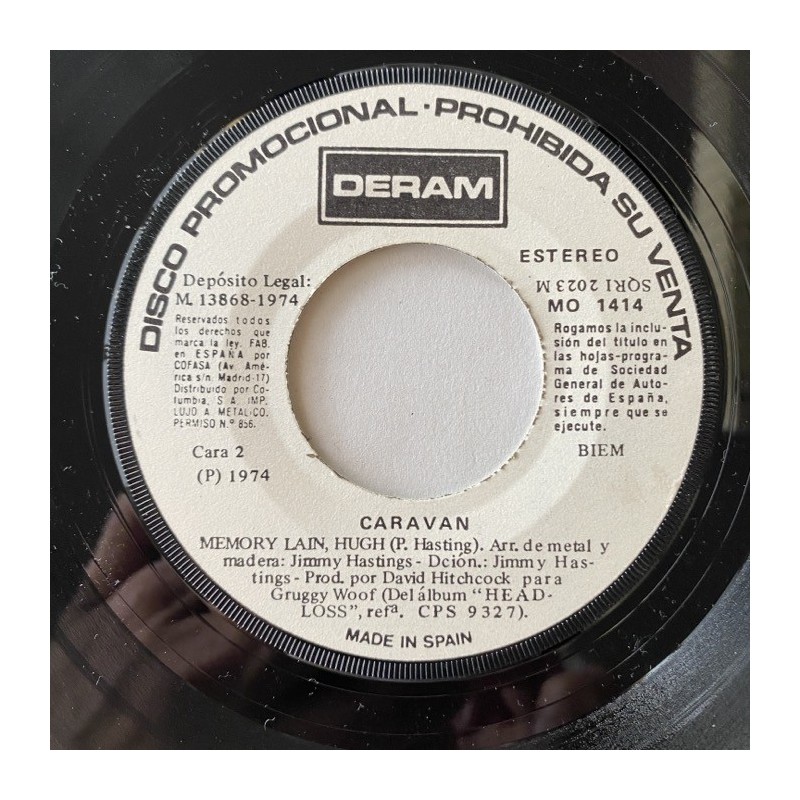 DISCO PROMOCIONAL · PROHIBIDA SU VENTA
DERAM
ESTEREO
SQRI 2023 M
MO 1414
Depósito Legal:
M. 13868-1974
Reservados todos
los derechos que
marca la ley. FAB.
en ESPAÑA por
COFASA (Av. Amé-
rica s/n. Madrid-17)
Distribuido por Co-
lumbia, S. A. IMP.
LUJO A METALICO.
PERMISO N.º 856.
Rogamos la inclu-
sión del título en
las hojas-progra-
ma de Sociedad
General de Auto-
res de España,
siempre que se
ejecute.
Cara 2
(P) 1974
BIEM
CARAVAN
MEMORY LAIN, HUGH (P. Hasting). Arr. de metal y
madera: Jimmy Hastings - Dción.: Jimmy Has-
tings - Prod. por David Hitchcock para
Gruggy Woof (Del álbum "HEAD-
LOSS", refª. CPS 9327).
MADE IN SPAIN